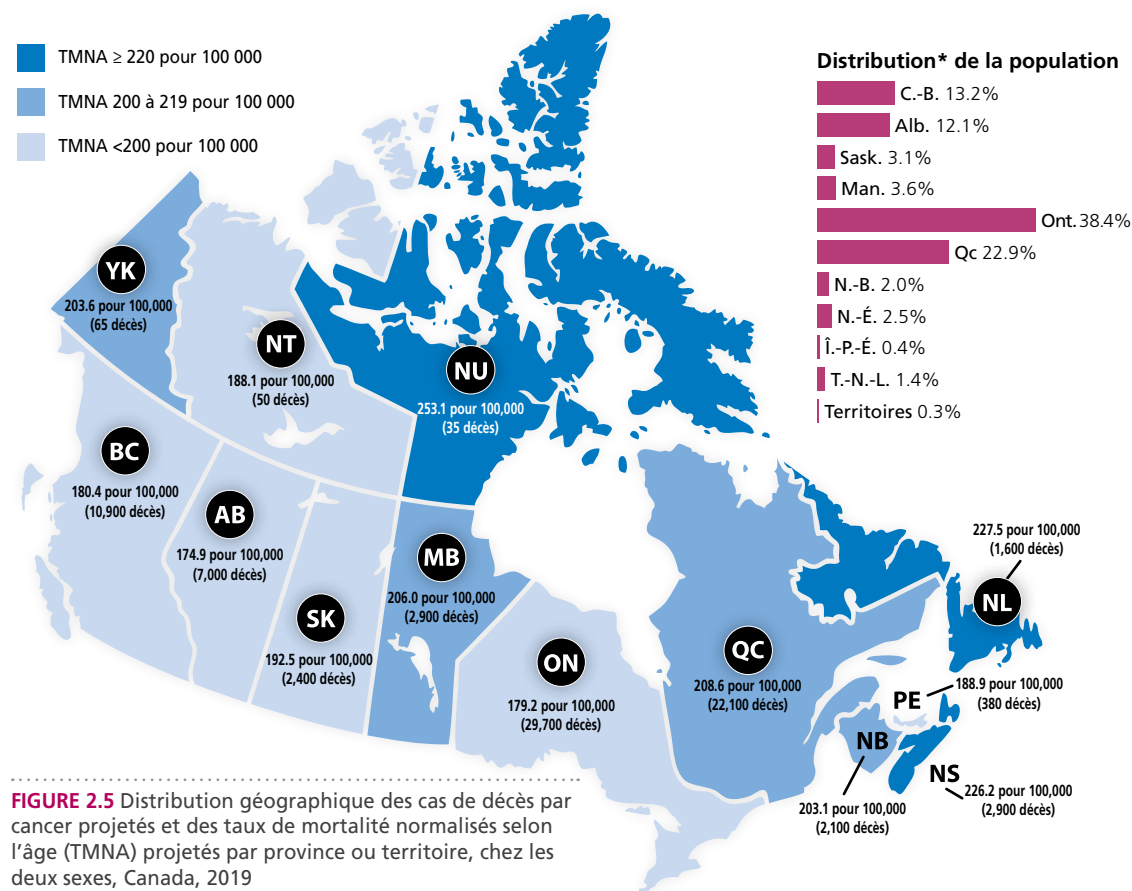 TMNA ≥ 220 pour 100 000
TMNA 200 à 219 pour 100 000
TMNA <200 pour 100 000
Distribution* de la population
C.-B. 13.2%
Alb. 12.1%
Sask. 3.1%
Man. 3.6%
Ont. 38.4%
Qc 22.9%
N.-B. 2.0%
N.-É. 2.5%
Î.-P.-É. 0.4%
T.-N.-L. 1.4%
Territoires 0.3%
YK
203.6 pour 100,000
(65 décès)
NT
188.1 pour 100,000
(50 décès)
NU
253.1 pour 100,000
(35 décès)
BC
180.4 pour 100,000
(10,900 décès)
AB
174.9 pour 100,000
(7,000 décès)
SK
192.5 pour 100,000
(2,400 décès)
MB
206.0 pour 100,000
(2,900 décès)
ON
179.2 pour 100,000
(29,700 décès)
QC
208.6 pour 100,000
(22,100 décès)
227.5 pour 100,000
(1,600 décès)
NL
PE
188.9 pour 100,000
(380 décès)
NB
203.1 pour 100,000
(2,100 décès)
NS
226.2 pour 100,000
(2,900 décès)
FIGURE 2.5 Distribution géographique des cas de décès par
cancer projetés et des taux de mortalité normalisés selon
l'âge (TMNA) projetés par province ou territoire, chez les
deux sexes, Canada, 2019